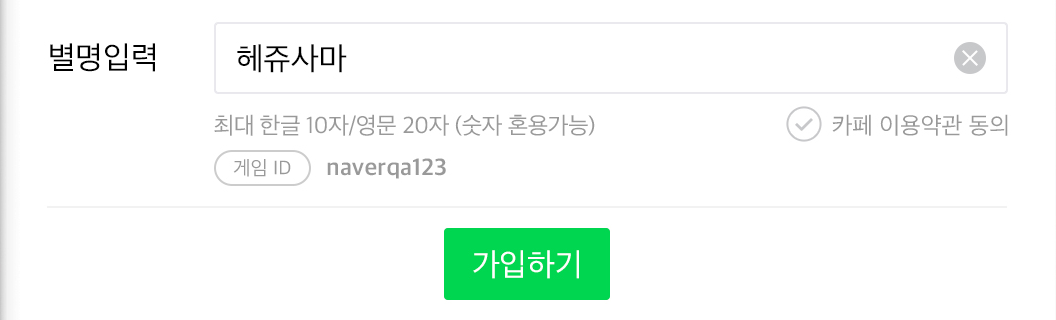 별명입력 헤쥬사마
최대 한글 10자/영문 20자 (숫자 혼용가능) 카페 이용약관 동의
게임 ID naverqa123
가입하기